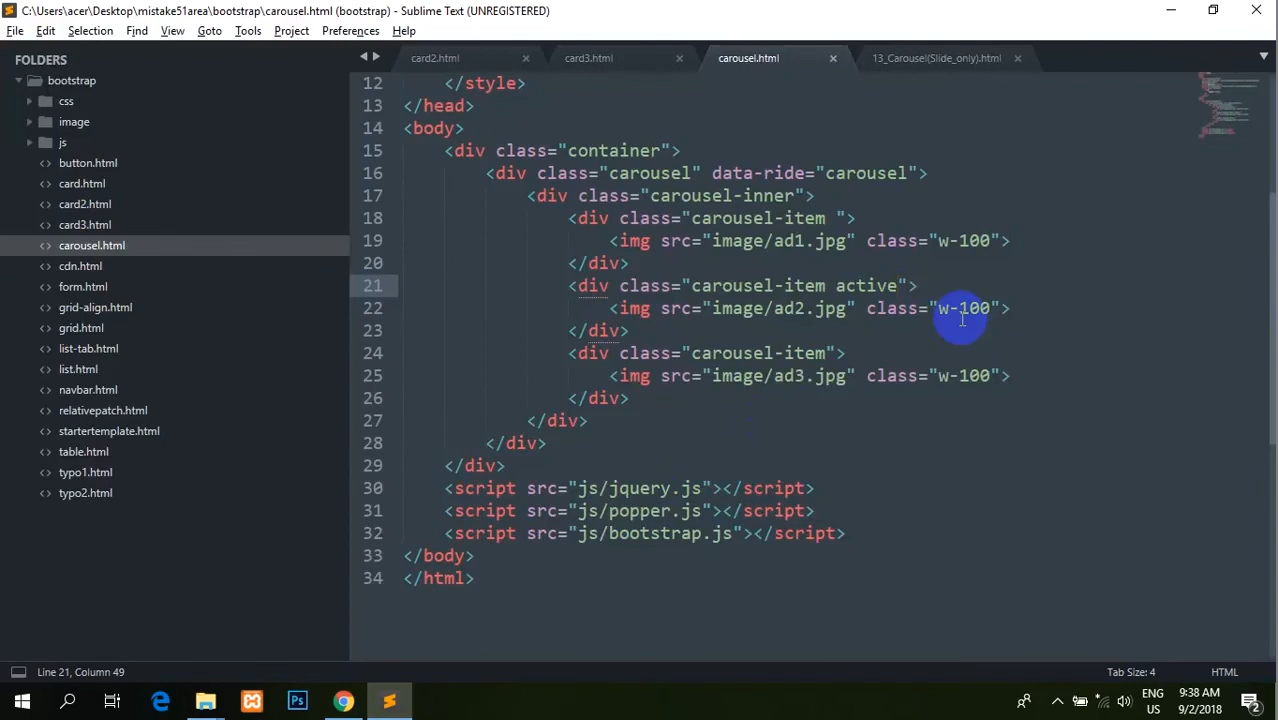 C:\Users\acer\Desktop\mistake51area\bootstrap\carousel.html (bootstrap) - Sublime Text (UNREGISTERED)
File Edit Selection Find View Goto Tools Project Preferences Help
FOLDERS
bootstrap
css
image
js
button.html
card.html
card2.html
card3.html
carousel.html
cdn.html
form.html
grid-align.html
grid.html
list-tab.html
list.html
navbar.html
relativepatch.html
startertemplate.html
table.html
typo1.html
typo2.html
card2.html card3.html carousel.html 13_Carousel(Slide_only).html
12 </style>
13 </head>
14 <body>
15 <div class="container">
16 <div class="carousel" data-ride="carousel">
17 <div class="carousel-inner">
18 <div class="carousel-item ">
19 <img src="image/ad1.jpg" class="w-100">
20 </div>
21 <div class="carousel-item active">
22 <img src="image/ad2.jpg" class="w-100">
23 </div>
24 <div class="carousel-item">
25 <img src="image/ad3.jpg" class="w-100">
26 </div>
27 </div>
28 </div>
29 </div>
30 <script src="js/jquery.js"></script>
31 <script src="js/popper.js"></script>
32 <script src="js/bootstrap.js"></script>
33 </body>
34 </html>
Line 21, Column 49 Tab Size: 4 HTML
Ps ENG 9:38 AM
US 9/2/2018 2